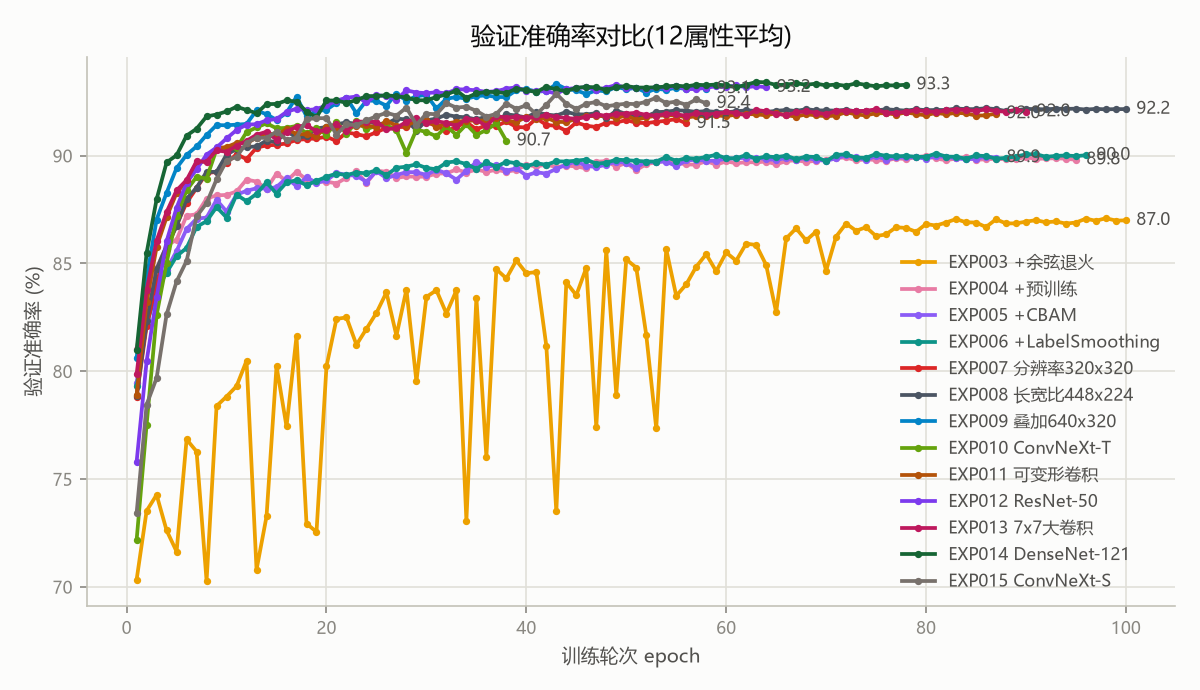 验证准确率对比(12属性平均)
验证准确率 (%)
90
85
80
75
70
93.3
93.2
92.4
91.5
90.7
92.2
90.0
89.8
87.0
EXP003 +余弦退火
EXP004 +预训练
EXP005 +CBAM
EXP006 +LabelSmoothing
EXP007 分辨率320x320
EXP008 长宽比448x224
EXP009 叠加640x320
EXP010 ConvNeXt-T
EXP011 可变形卷积
EXP012 ResNet-50
EXP013 7x7大卷积
EXP014 DenseNet-121
EXP015 ConvNeXt-S
0 20 40 60 80 100
训练轮次 epoch